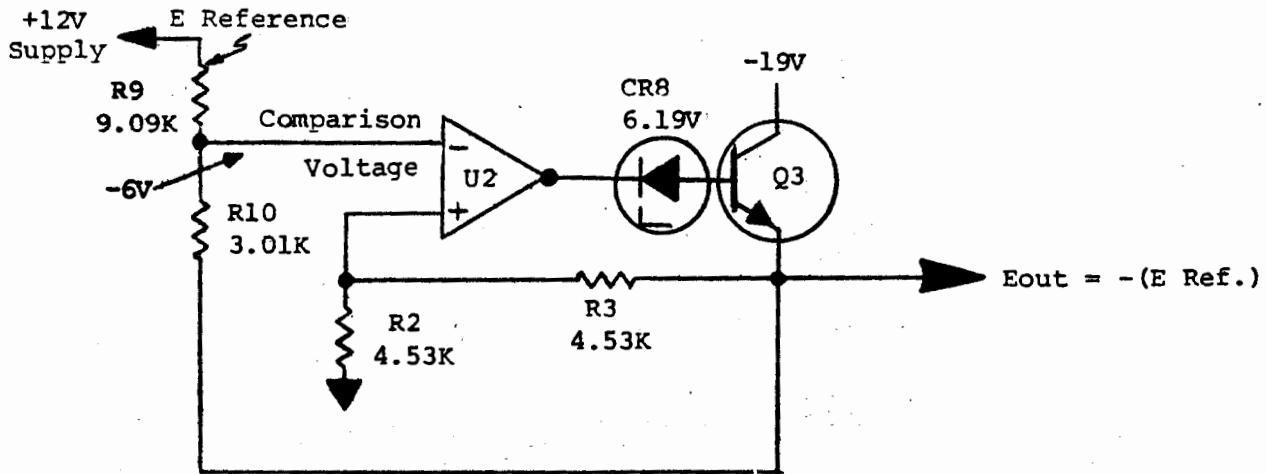 +12V
Supply
E Reference
R9
9.09K
Comparison
Voltage
-6V
R10
3.01K
U2
-
+
CR8
6.19V
-19V
Q3
R2
4.53K
R3
4.53K
Eout = -(E Ref.)